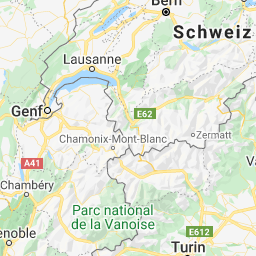 Bern
Schweiz
Lausanne
Genf
E62
Zermatt
Chamonix-Mont-Blanc
A41
Chambéry
Parc national
de la Vanoise
E612
enoble
Turin